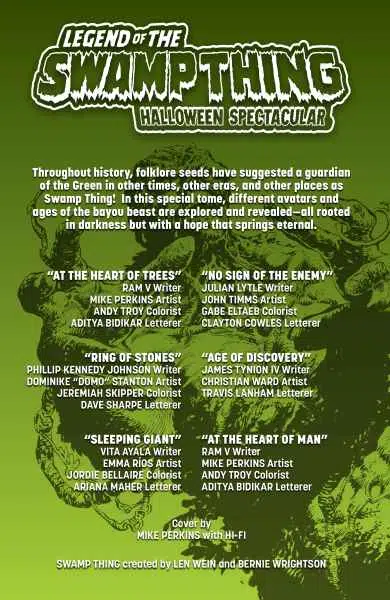 LEGEND OF THE
SWAMP THING
HALLOWEEN SPECTACULAR
Throughout history, folklore seeds have suggested a guardian
of the Green in other times, other eras, and other places as
Swamp Thing! In this special tome, different avatars and
ages of the bayou beast are explored and revealed—all rooted
in darkness but with a hope that springs eternal.
“AT THE HEART OF TREES”
RAM V Writer
MIKE PERKINS Artist
ANDY TROY Colorist
ADITYA BIDIKAR Letterer
“NO SIGN OF THE ENEMY”
JULIAN LYTLE Writer
JOHN TIMMS Artist
GABE ELTAEB Colorist
CLAYTON COWLES Letterer
“RING OF STONES”
PHILLIP KENNEDY JOHNSON Writer
DOMINIKE “DOMO” STANTON Artist
JEREMIAH SKIPPER Colorist
DAVE SHARPE Letterer
“AGE OF DISCOVERY”
JAMES TYNION IV Writer
CHRISTIAN WARD Artist
TRAVIS LANHAM Letterer
“SLEEPING GIANT”
VITA AYALA Writer
EMMA RÍOS Artist
JORDIE BELLAIRE Colorist
ARIANA MAHER Letterer
“AT THE HEART OF MAN”
RAM V Writer
MIKE PERKINS Artist
ANDY TROY Colorist
ADITYA BIDIKAR Letterer
Cover by
MIKE PERKINS with HI-FI
SWAMP THING created by LEN WEIN and BERNIE WRIGHTSON